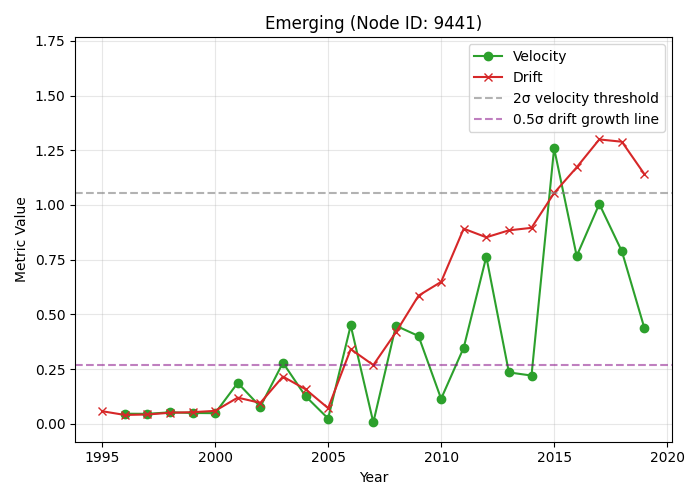 Emerging (Node ID: 9441)
Velocity
Drift
2σ velocity threshold
0.5σ drift growth line
Metric Value
1.75
1.50
1.25
1.00
0.75
0.50
0.25
0.00
1995 2000 2005 2010 2015 2020
Year